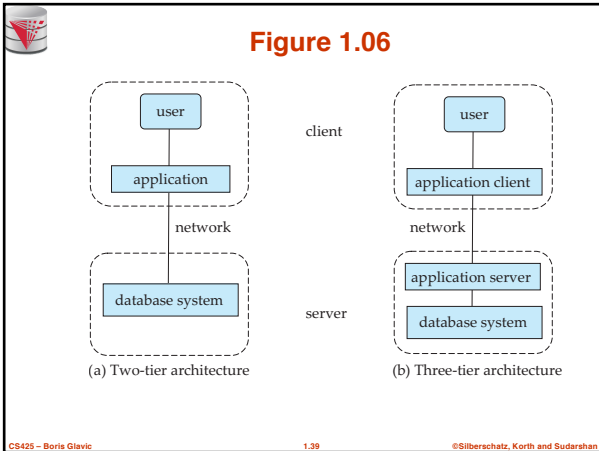 Figure 1.06
user
application
network
database system
(a) Two-tier architecture
client
server
user
application client
network
application server
database system
(b) Three-tier architecture
CS425 – Boris Glavic
1.39
©Silberschatz, Korth and Sudarshan